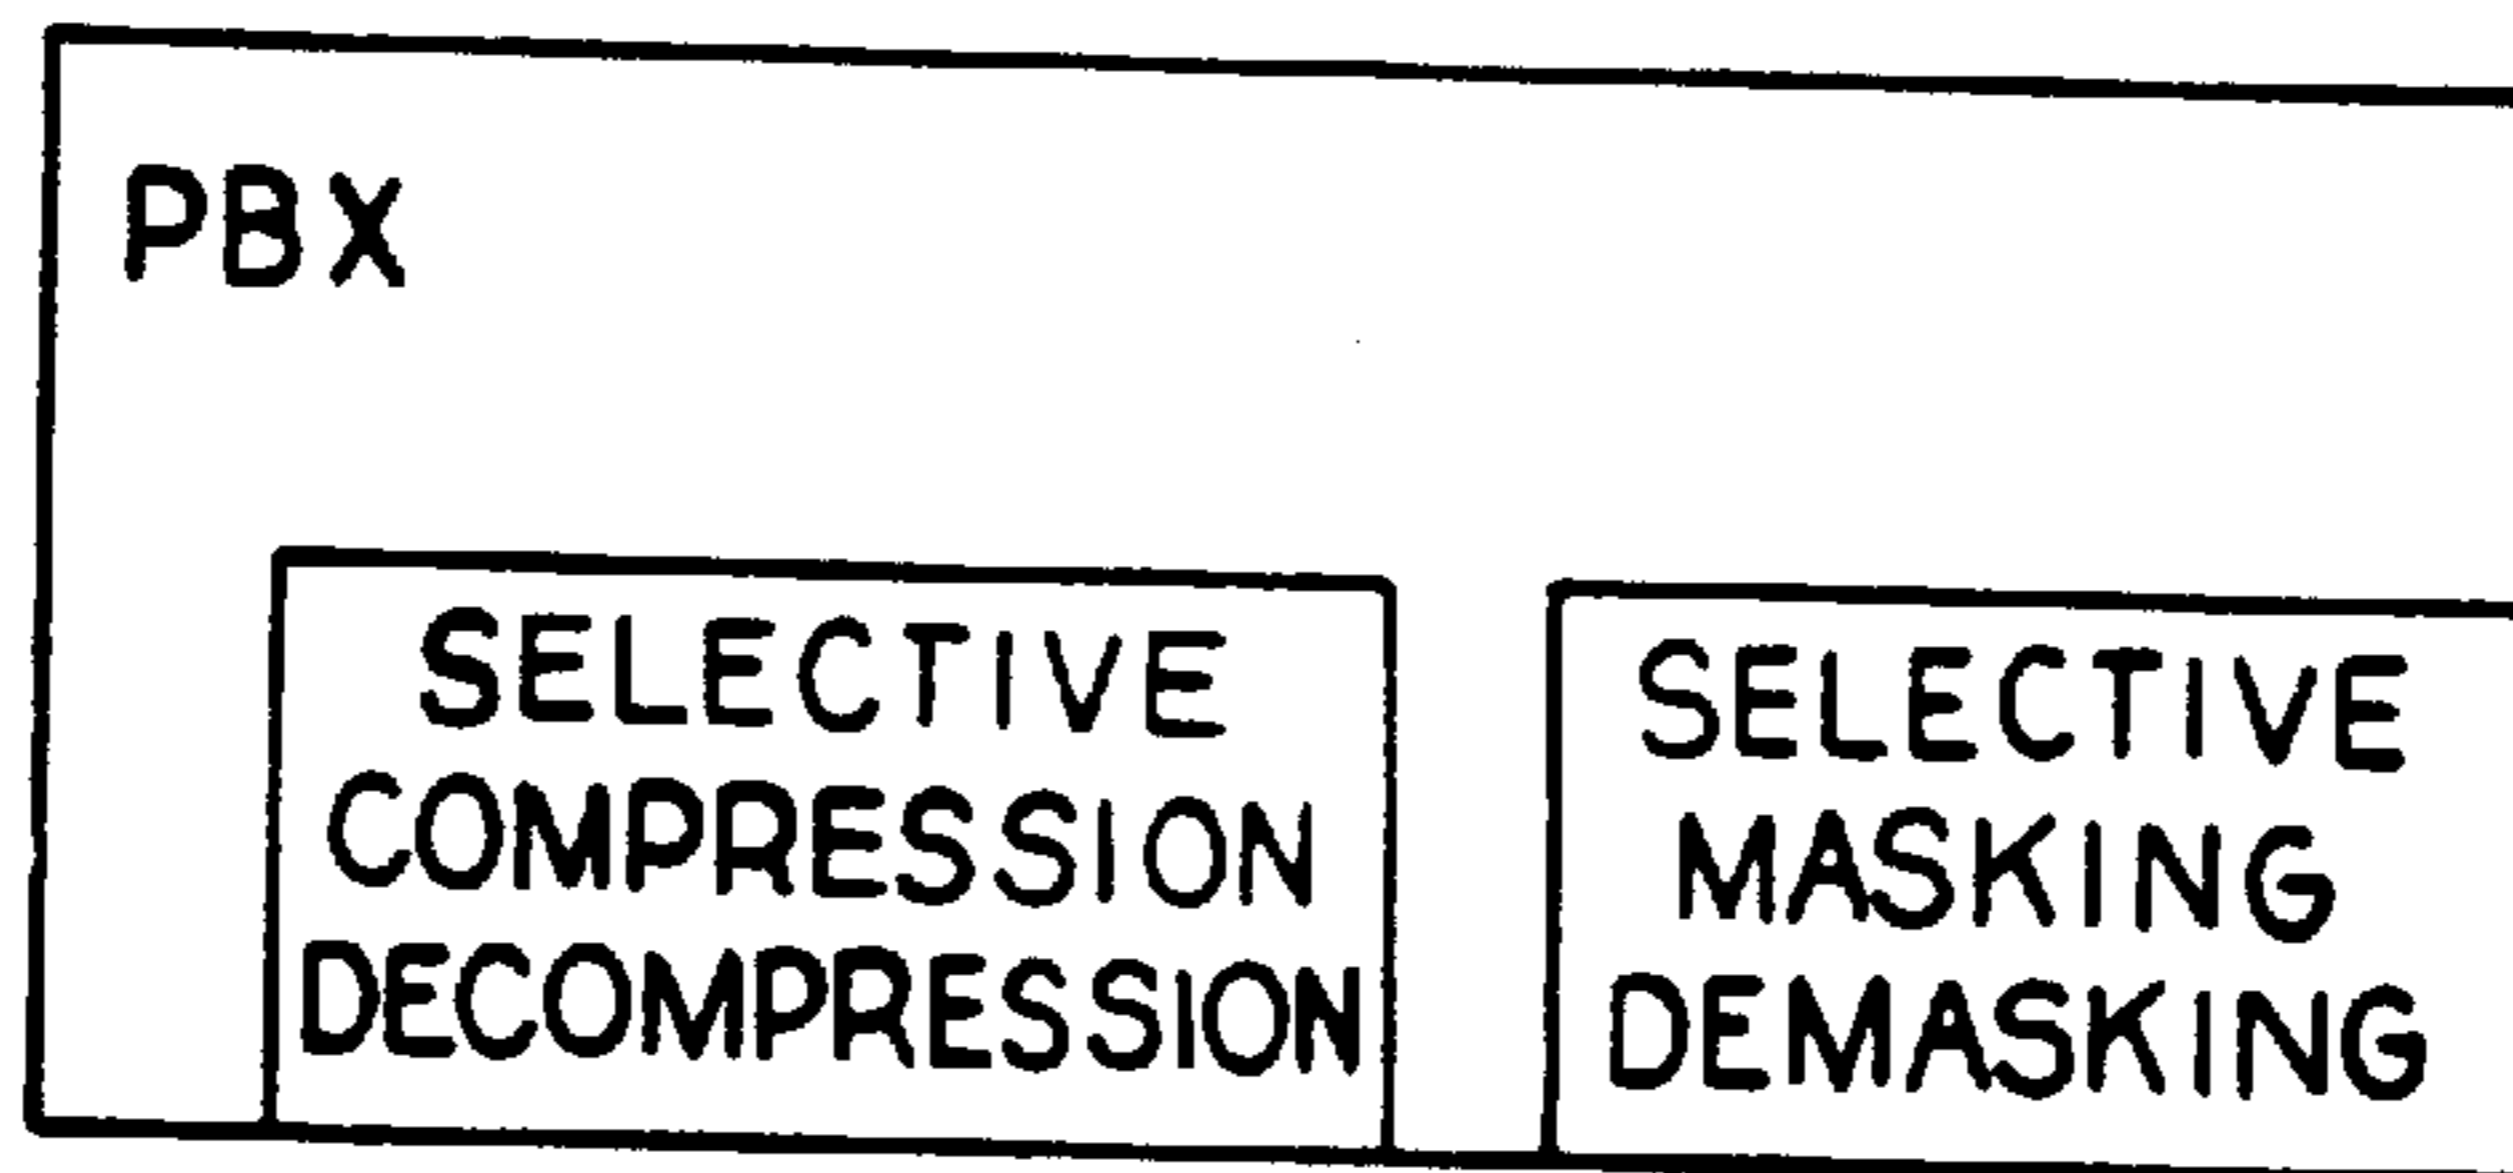 PBX
SELECTIVE
COMPRESSION
DECOMPRESSION
SELECTIVE
MASKING
DEMASKING